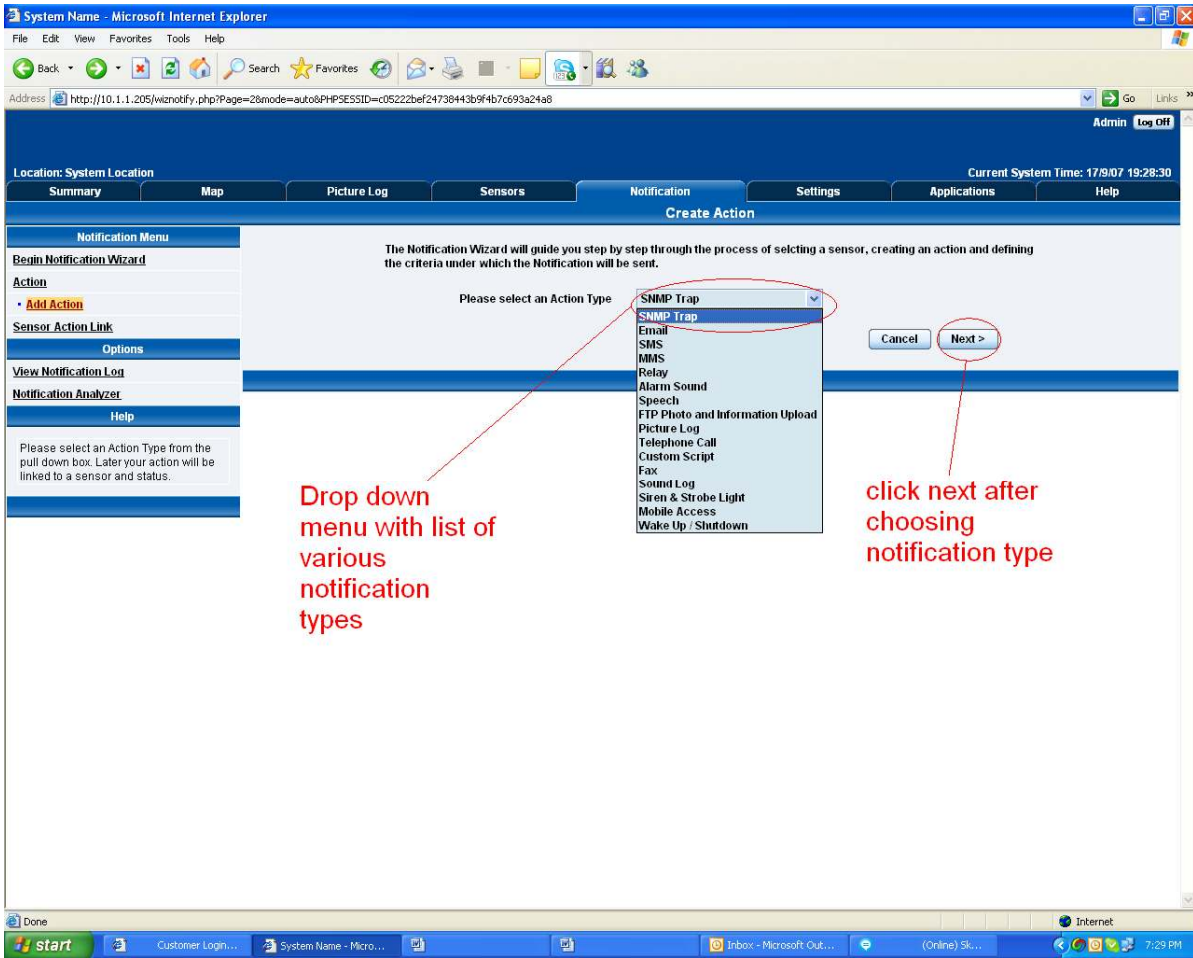 System Name - Microsoft Internet Explorer
File Edit View Favorites Tools Help
Back Search Favorites
Address http://10.1.1.205/wiznotify.php?Page=2&mode=auto&PHPSESSID=c05222bef24738443b9f4b7c693a24a8 Go Links »
Admin Log Off
Location: System Location Current System Time: 17/9/07 19:28:30
Summary Map Picture Log Sensors Notification Settings Applications Help
Create Action
Notification Menu
Begin Notification Wizard
Action
Add Action
Sensor Action Link
Options
View Notification Log
Notification Analyzer
Help
Please select an Action Type from the
pull down box. Later your action will be
linked to a sensor and status.
The Notification Wizard will guide you step by step through the process of selcting a sensor, creating an action and defining
the criteria under which the Notification will be sent.
Please select an Action Type SNMP Trap
SNMP Trap
Email
SMS
MMS
Relay
Alarm Sound
Speech
FTP Photo and Information Upload
Picture Log
Telephone Call
Custom Script
Fax
Sound Log
Siren & Strobe Light
Mobile Access
Wake Up / Shutdown
Cancel Next >
Drop down
menu with list of
various
notification
types
click next after
choosing
notification type
Done Internet
start Customer Login... System Name - Micro... Inbox - Microsoft Out... (Online) Sk... 7:29 PM